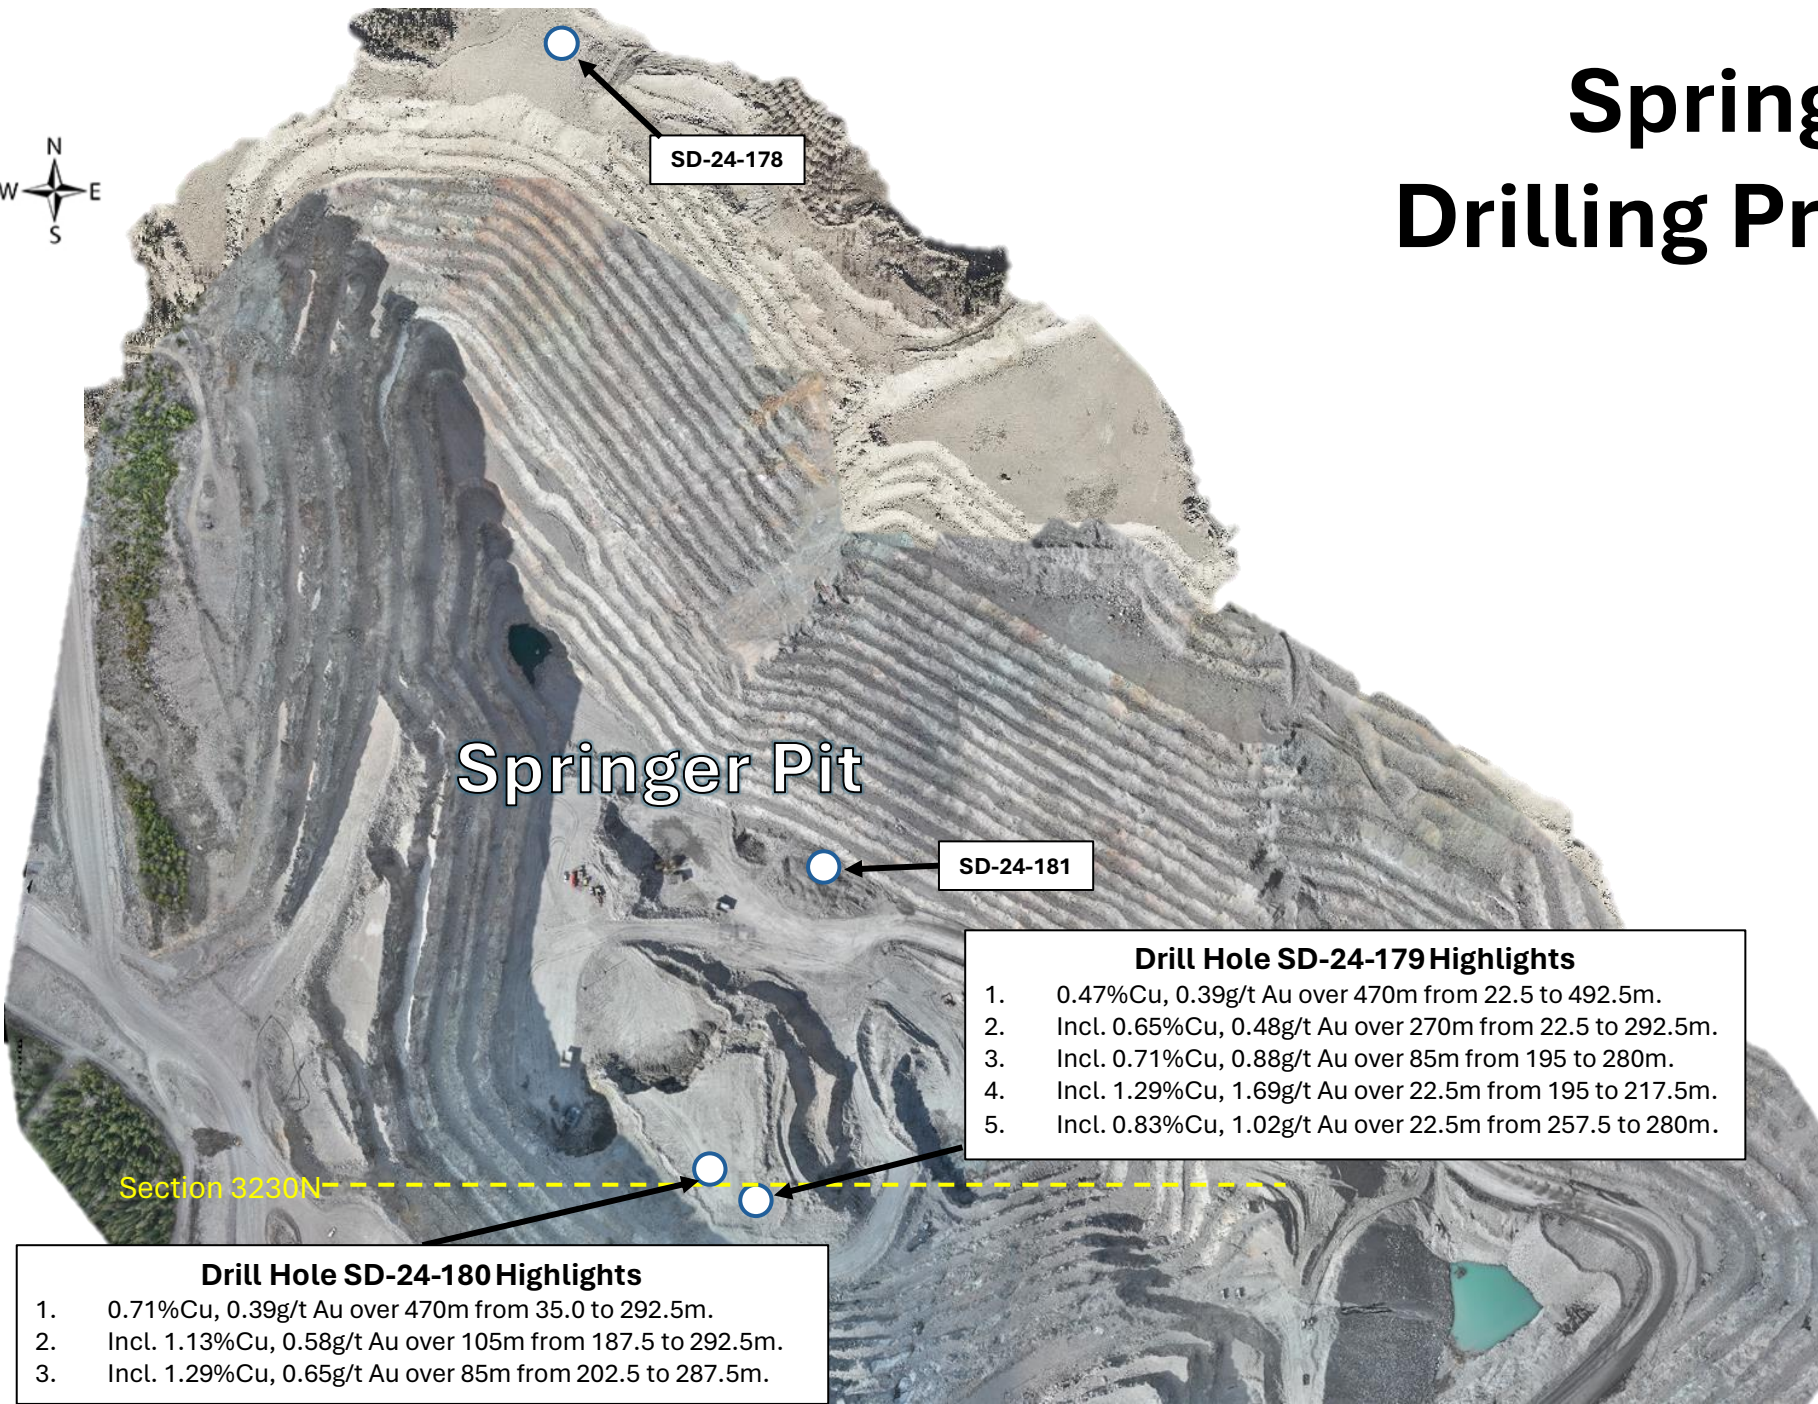 Spring
Drilling Pr
N
W E
S
SD-24-178
Springer Pit
SD-24-181
Drill Hole SD-24-179 Highlights
1. 0.47%Cu, 0.39g/t Au over 470m from 22.5 to 492.5m.
2. Incl. 0.65%Cu, 0.48g/t Au over 270m from 22.5 to 292.5m.
3. Incl. 0.71%Cu, 0.88g/t Au over 85m from 195 to 280m.
4. Incl. 1.29%Cu, 1.69g/t Au over 22.5m from 195 to 217.5m.
5. Incl. 0.83%Cu, 1.02g/t Au over 22.5m from 257.5 to 280m.
Section 3230N
Drill Hole SD-24-180 Highlights
1. 0.71%Cu, 0.39g/t Au over 470m from 35.0 to 292.5m.
2. Incl. 1.13%Cu, 0.58g/t Au over 105m from 187.5 to 292.5m.
3. Incl. 1.29%Cu, 0.65g/t Au over 85m from 202.5 to 287.5m.